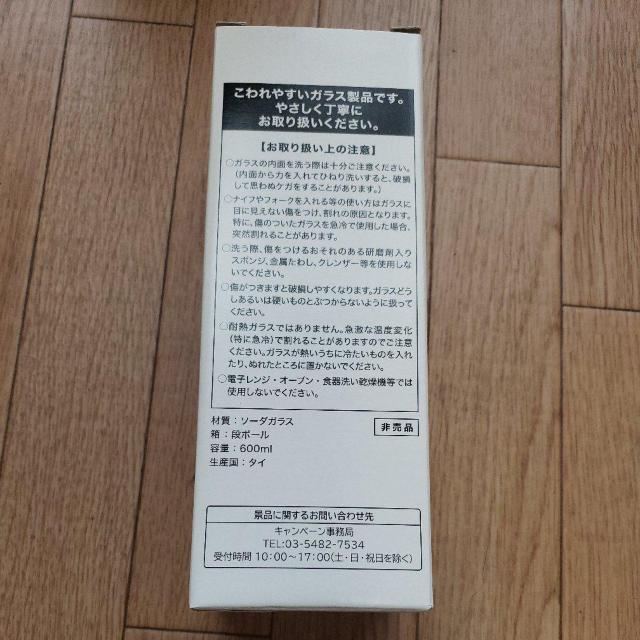 こわれやすいガラス製品です。
やさしく丁寧に
お取り扱いください。
【お取り扱い上の注意】
○ガラスの内面を洗う際は十分ご注意ください。
(内面から力を入れてひねり洗いすると、破損
して思わぬケガをすることがあります。)
○ナイフやフォークを入れる等の使い方はガラスに
目に見えない傷をつけ、割れの原因となります。
特に、傷のついたガラスを急冷で使用した場合、
突然割れることがあります。
○洗う際、傷をつけるおそれのある研磨剤入り
スポンジ、金属たわし、クレンザー等を使用しな
いでください。
○傷がつきますと破損しやすくなります。ガラスどう
しあるいは硬いものとぶつからないように扱って
ください。
○耐熱ガラスではありません。急激な温度変化
(特に急冷)で割れることがありますのでご注意
ください。ガラスが熱いうちに冷たいものを入れ
たり、ぬれたところに置かないでください。
○電子レンジ・オーブン・食器洗い乾燥機等では
使用しないでください。
材質：ソーダガラス
箱：段ボール
容量：600ml
生産国：タイ
非売品
景品に関するお問い合わせ先
キャンペーン事務局
TEL:03-5482-7534
受付時間 10:00～17:00(土・日・祝日を除く)